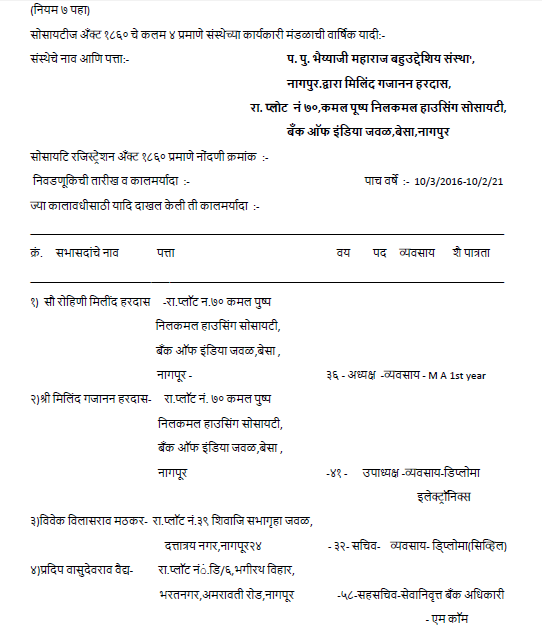 (नियम ७ पहा)
सोसायटीज अँक्ट १८६० चे कलम ४ प्रमाणे संस्थेच्या कार्यकारी मंडळाची वार्षिक यादी:-
संस्थेचे नाव आणि पत्ता:- प. पु. भैय्याजी महाराज बहुउद्देशिय संस्था',
नागपुर.द्वारा मिलिंद गजानन हरदास,
रा. प्लोट नं ७०,कमल पूष्प निलकमल हाउसिंग सोसायटी,
बँक ऑफ इंडिया जवळ,बेसा,नागपुर
सोसायटि रजिस्ट्रेशन अँक्ट १८६० प्रमाणे नोंदणी क्रमांक :-
निवडणूकिची तारीख व कालमर्यादा :- पाच वर्षे :- 10/3/2016-10/2/21
ज्या कालावधीसाठी यादि दाखल केली ती कालमर्यादा :-
क्रं. सभासदांचे नाव पत्ता वय पद व्यवसाय शै पात्रता
१) सौ रोहिणी मिलींद हरदास -रा.प्लॉट न.७० कमल पुष्प
निलकमल हाउसिंग सोसायटी,
बँक ऑफ इंडिया जवळ,बेसा ,
नागपूर - ३६ - अध्यक्ष -व्यवसाय - M A 1st year
२)श्री मिलिंद गजानन हरदास- रा.प्लॉट नं. ७० कमल पुष्प
निलकमल हाउसिंग सोसायटी,
बँक ऑफ इंडिया जवळ,बेसा ,
नागपूर -४१ - उपाध्यक्ष -व्यवसाय-डिप्लोमा
इलेक्ट्रॉनिक्स
३)विवेक विलासराव मठकर- रा.प्लॉट नं.३९ शिवाजि सभागृहा जवळ,
दत्तात्रय नगर,नागपूर२४ - ३२- सचिव- व्यवसाय- डि्प्लोमा(सिव्हिल)
४)प्रदिप वासुदेवराव वैद्य- रा.प्लॉट नंं.डि/६,भगीरथ विहार,
भरतनगर,अमरावती रोड,नागपूर -५८-सहसचिव-सेवानिवृत्त बँक अधिकारी
- एम कॉम